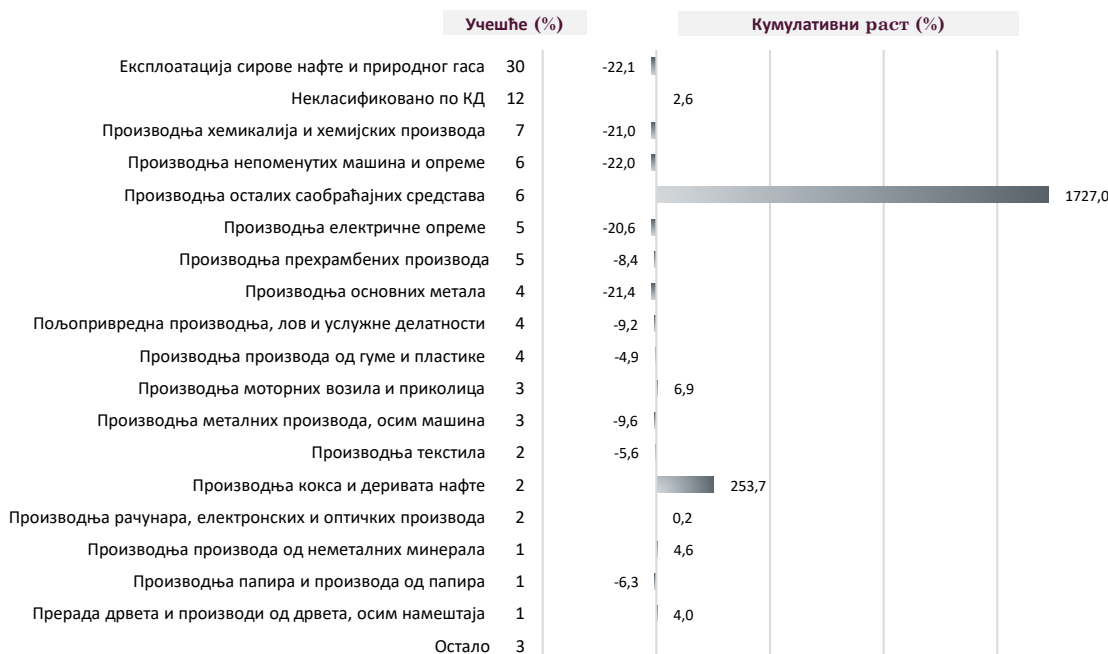 Учешће (%) Кумулативни раст (%)
Експлоатација сирове нафте и природног гаса 30 -22,1
Некласификовано по КД 12 2,6
Производња хемикалија и хемијских производа 7 -21,0
Производња непоменутих машина и опреме 6 -22,0
Производња осталих саобраћајних средстава 6 1727,0
Производња електричне опреме 5 -20,6
Производња прехрамбених производа 5 -8,4
Производња основних метала 4 -21,4
Пољопривредна производња, лов и услужне делатности 4 -9,2
Производња производа од гуме и пластике 4 -4,9
Производња моторних возила и приколица 3 6,9
Производња металних производа, осим машина 3 -9,6
Производња текстила 2 -5,6
Производња кокса и деривата нафте 2 253,7
Производња рачунара, електронских и оптичких производа 2 0,2
Производња производа од неметалних минерала 1 4,6
Производња папира и производа од папира 1 -6,3
Прерада дрвета и производи од дрвета, осим намештаја 1 4,0
Остало 3